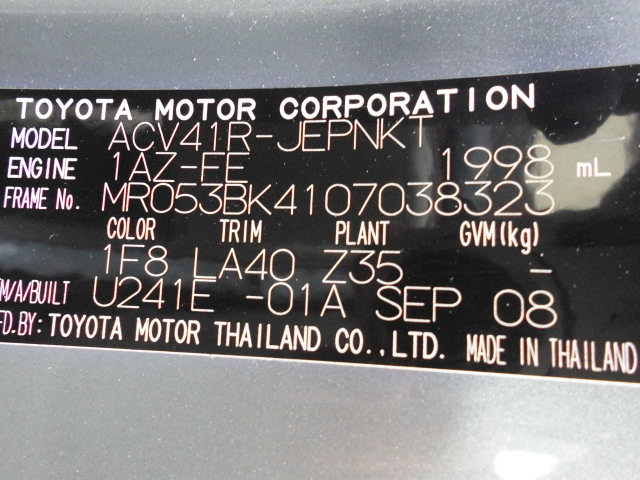 TOYOTA MOTOR CORPORATION
MODEL ACV41R-JEPNKT
ENGINE 1AZ-FE 1998 mL
FRAME No. MR053BK4107038323
COLOR TRIM PLANT GVM(kg)
1F8 LA40 Z35 -
/M/A/BUILT U241E -01A SEP 08
FD.BY: TOYOTA MOTOR THAILAND CO.,LTD. MADE IN THAILAND